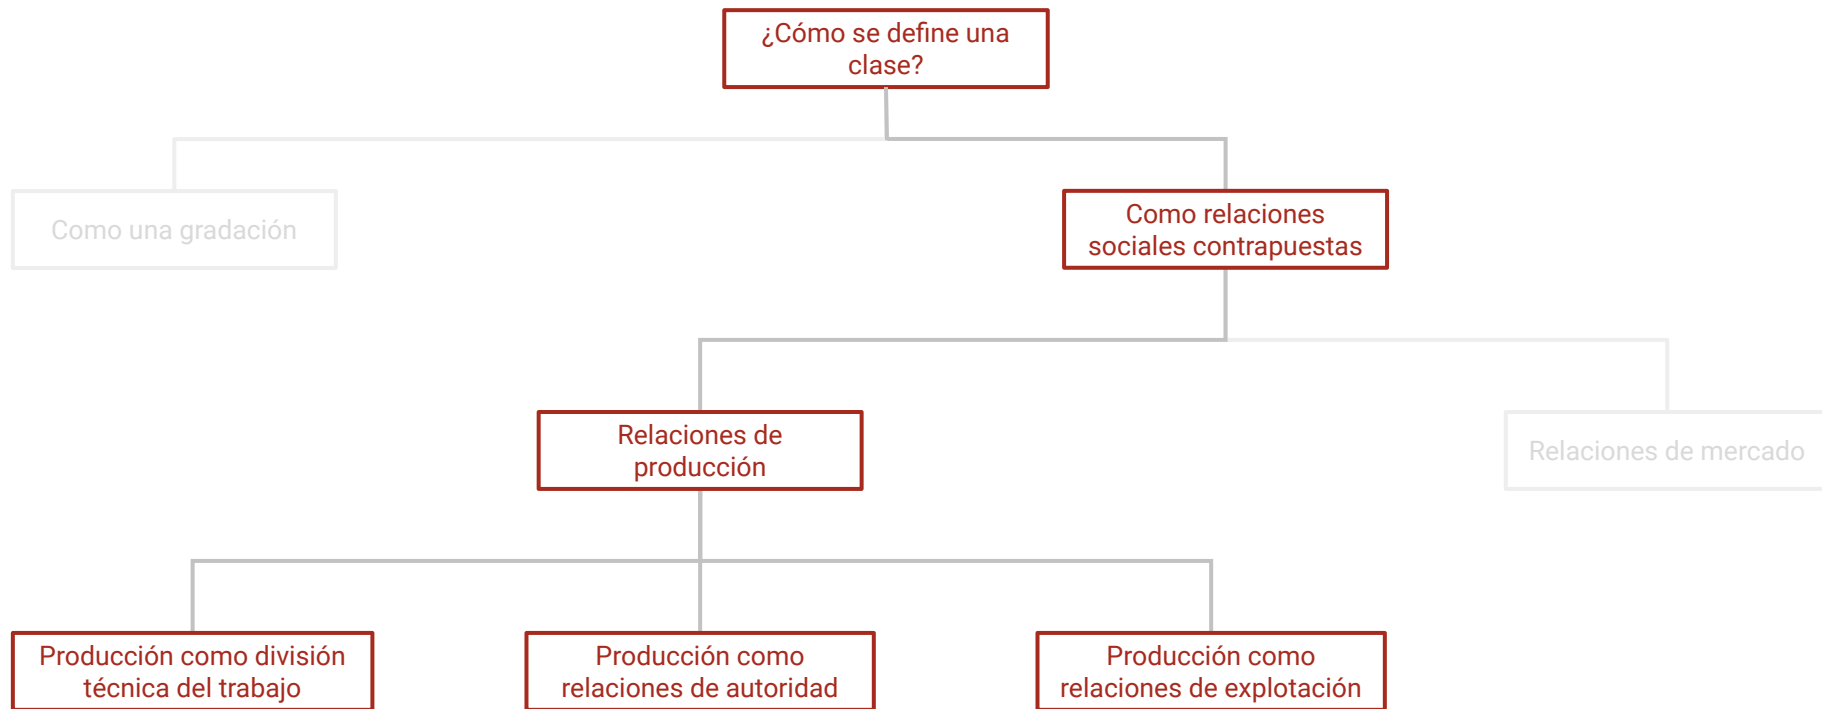 ¿Cómo se define una
clase?
Como una gradación
Como relaciones
sociales contrapuestas
Relaciones de
producción
Relaciones de mercado
Producción como división
técnica del trabajo
Producción como
relaciones de autoridad
Producción como
relaciones de explotación